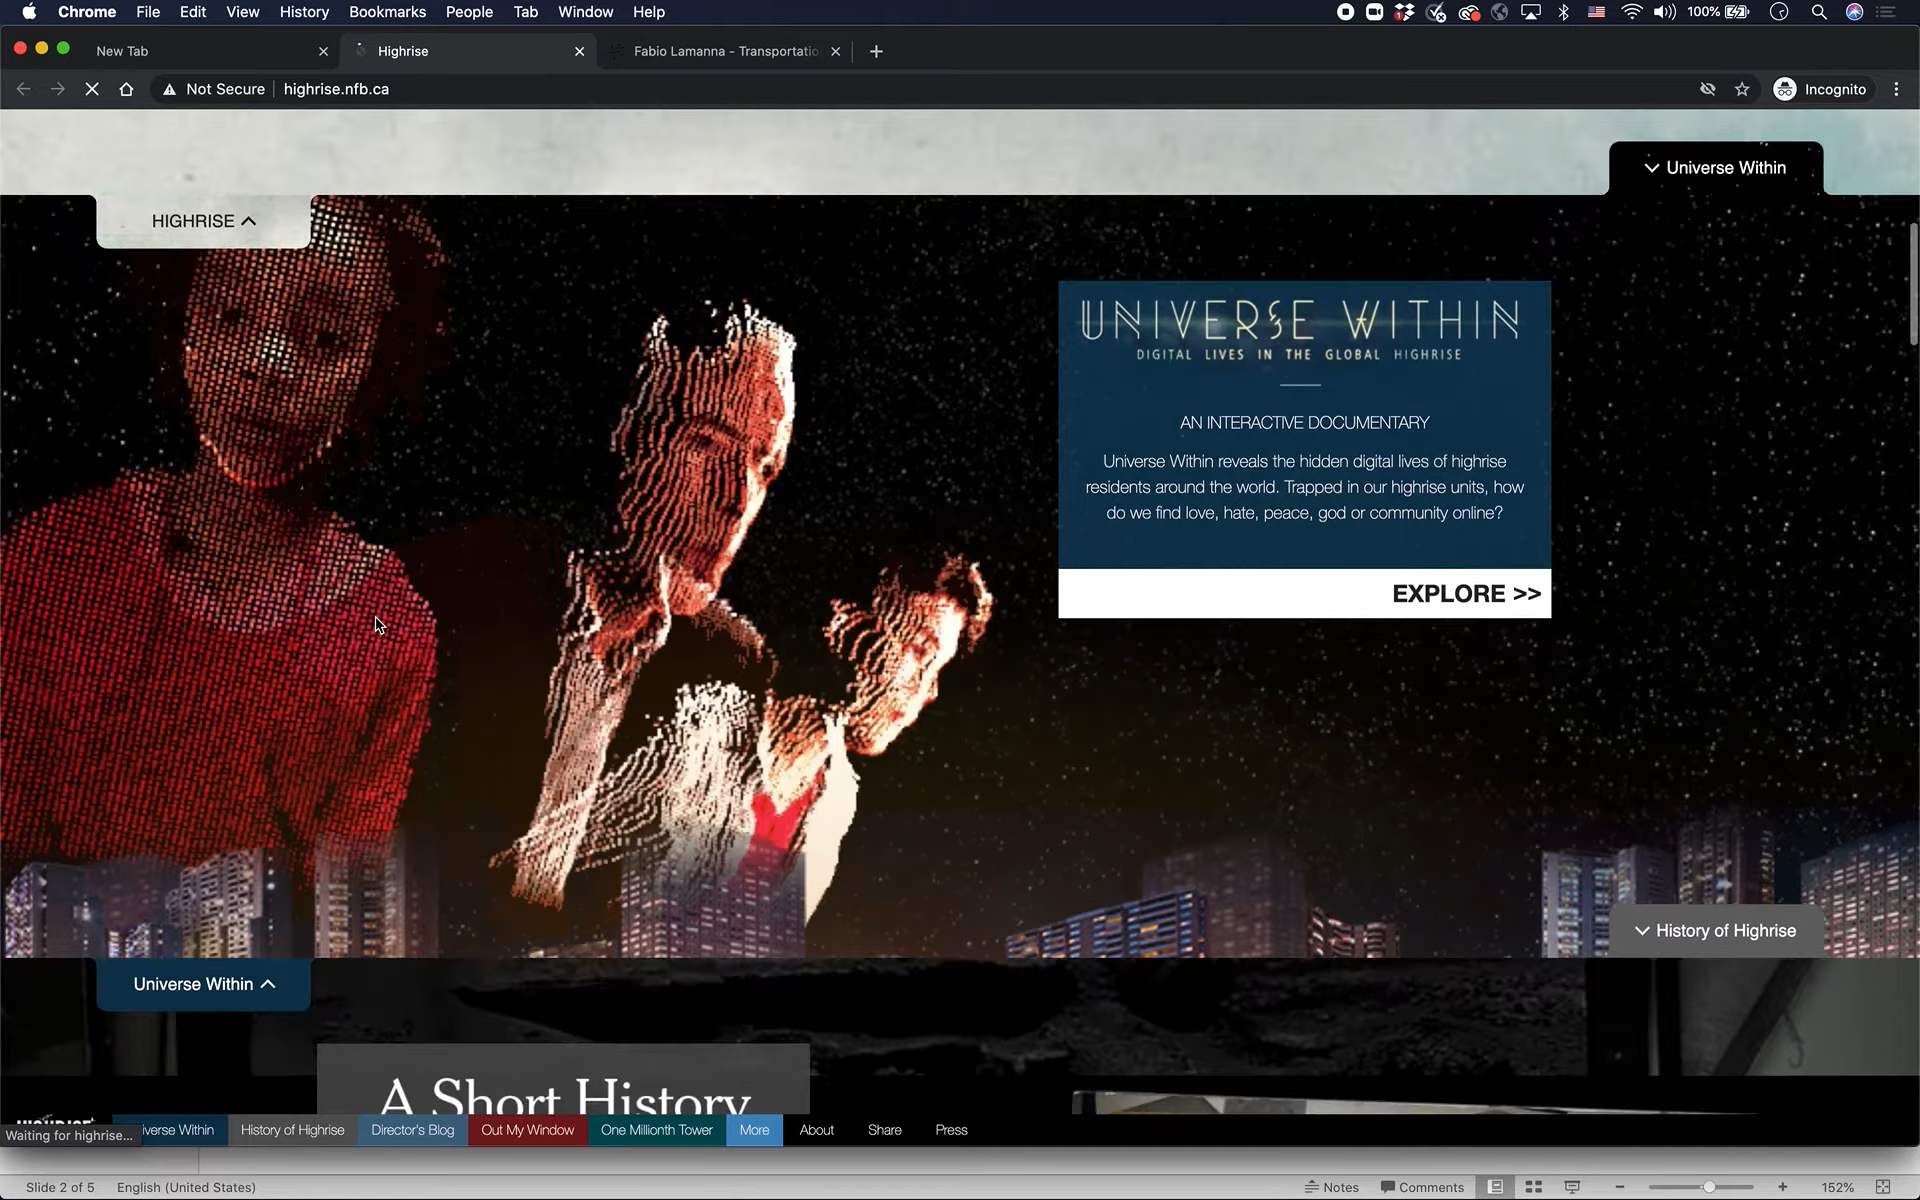 Chrome File Edit View History Bookmarks People Tab Window Help 100%
New Tab Highrise Fabio Lamanna - Transportatio
Not Secure highrise.nfb.ca Incognito
Universe Within
HIGHRISE
UNIVERSE WITHIN
DIGITAL LIVES IN THE GLOBAL HIGHRISE
AN INTERACTIVE DOCUMENTARY
Universe Within reveals the hidden digital lives of highrise
residents around the world. Trapped in our highrise units, how
do we find love, hate, peace, god or community online?
EXPLORE >>
History of Highrise
Universe Within
A Short History
iverse Within History of Highrise Director's Blog Out My Window One Millionth Tower More About Share Press
Waiting for highrise...
Slide 2 of 5 English (United States) Notes Comments 152%